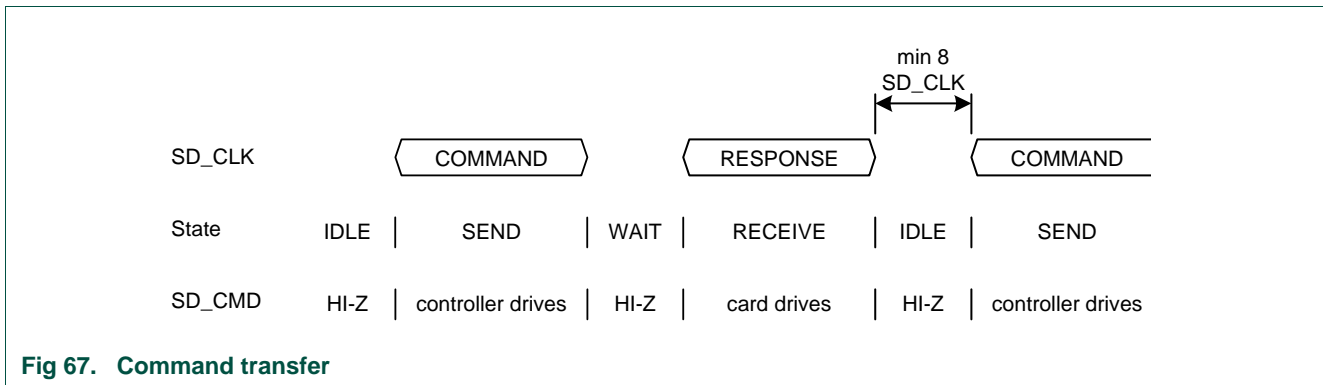 min 8
SD_CLK
SD_CLK COMMAND RESPONSE COMMAND
State IDLE SEND WAIT RECEIVE IDLE SEND
SD_CMD HI-Z controller drives HI-Z card drives HI-Z controller drives
Fig 67. Command transfer